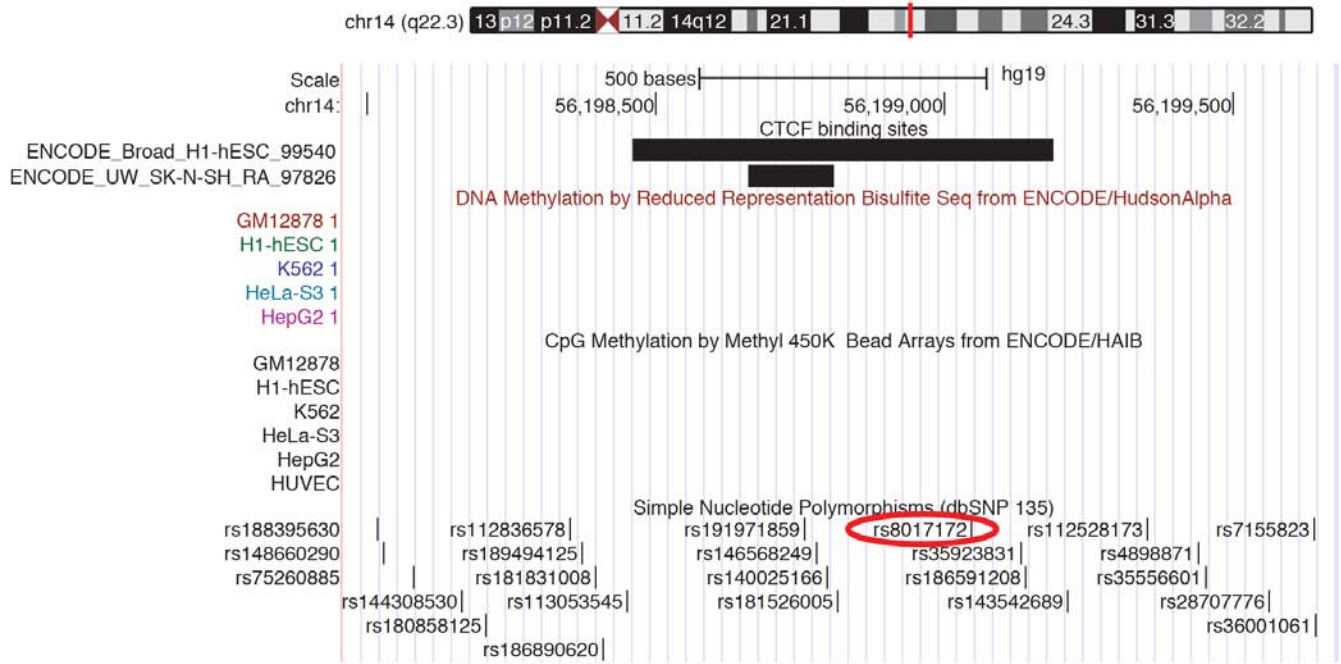 chr14 (q22.3) 13 p12 p11.2 11.2 14q12 21.1 24.3 31.3 32.2
Scale 500 bases hg19
chr14: 56,198,500 56,199,000 56,199,500
CTCF binding sites
ENCODE_Broad_H1-hESC_99540
ENCODE_UW_SK-N-SH_RA_97826
DNA Methylation by Reduced Representation Bisulfite Seq from ENCODE/HudsonAlpha
GM12878 1
H1-hESC 1
K562 1
HeLa-S3 1
HepG2 1
CpG Methylation by Methyl 450K Bead Arrays from ENCODE/HAIB
GM12878
H1-hESC
K562
HeLa-S3
HepG2
HUVEC
Simple Nucleotide Polymorphisms (dbSNP 135)
rs188395630 rs112836578 rs191971859 rs8017172 rs112528173 rs7155823
rs148660290 rs189494125 rs146568249 rs35923831 rs4898871
rs75260885 rs181831008 rs140025166 rs186591208 rs35556601
rs144308530 rs113053545 rs181526005 rs143542689 rs28707776
rs180858125 rs36001061
rs186890620